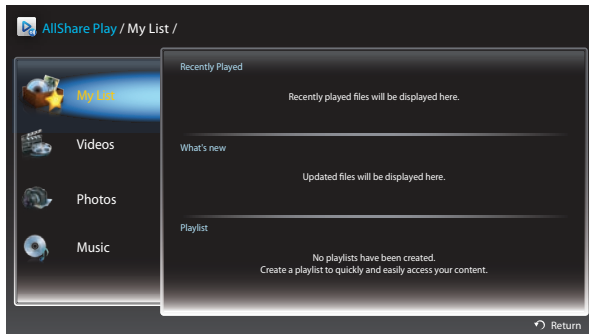 AllShare Play / My List /
My List
Videos
Photos
Music
Recently Played
Recently played files will be displayed here.
What's new
Updated files will be displayed here.
Playlist
No playlists have been created.
Create a playlist to quickly and easily access your content.
Return